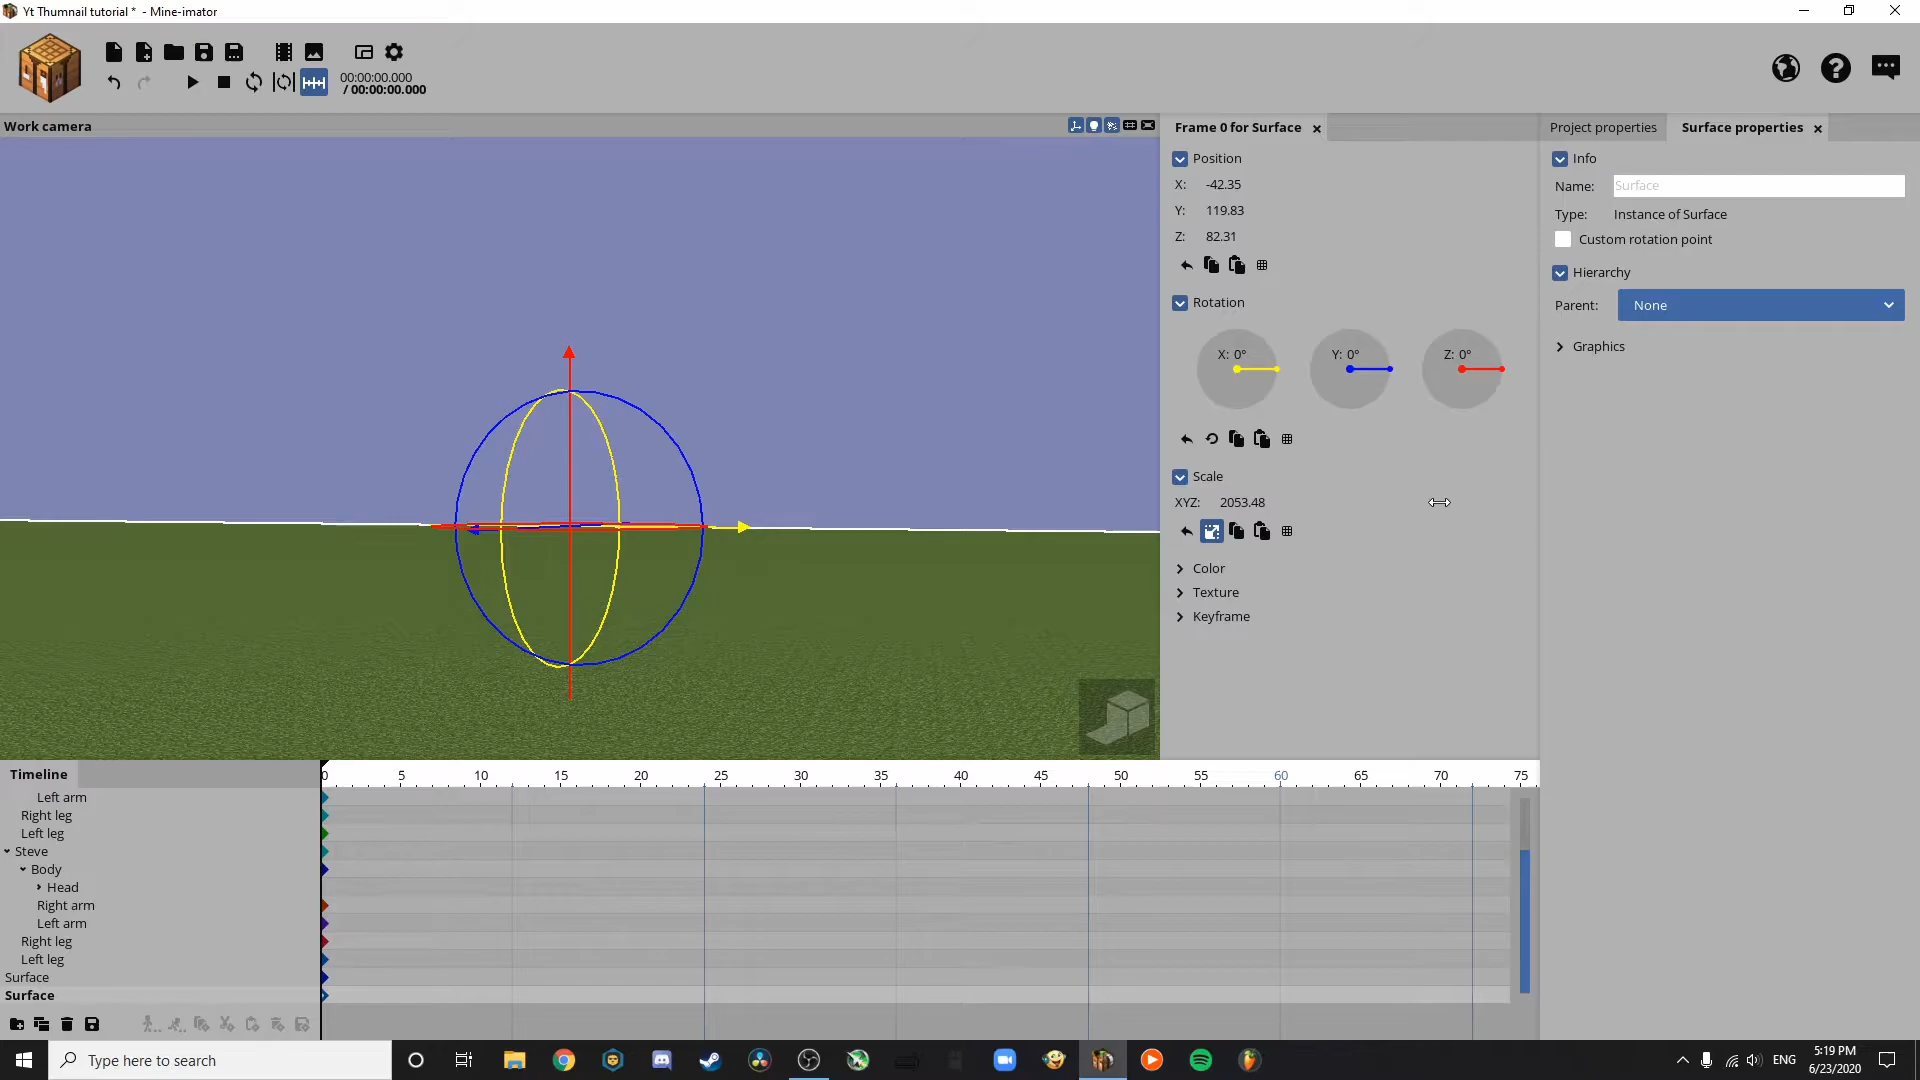 Yt Thumnail tutorial * - Mine-imator
00:00:00.000
/ 00:00:00.000
Work camera
Frame 0 for Surface
Position
X: -42.35
Y: 119.83
Z: 82.31
Rotation
X: 0° Y: 0° Z: 0°
Scale
XYZ: 2053.48
Color
Texture
Keyframe
Project properties Surface properties
Info
Name: Surface
Type: Instance of Surface
Custom rotation point
Hierarchy
Parent: None
Graphics
Timeline
0 5 10 15 20 25 30 35 40 45 50 55 60 65 70 75
Left arm
Right leg
Left leg
Steve
Body
Head
Right arm
Left arm
Right leg
Left leg
Surface
Surface
Type here to search
ENG
5:19 PM
6/23/2020